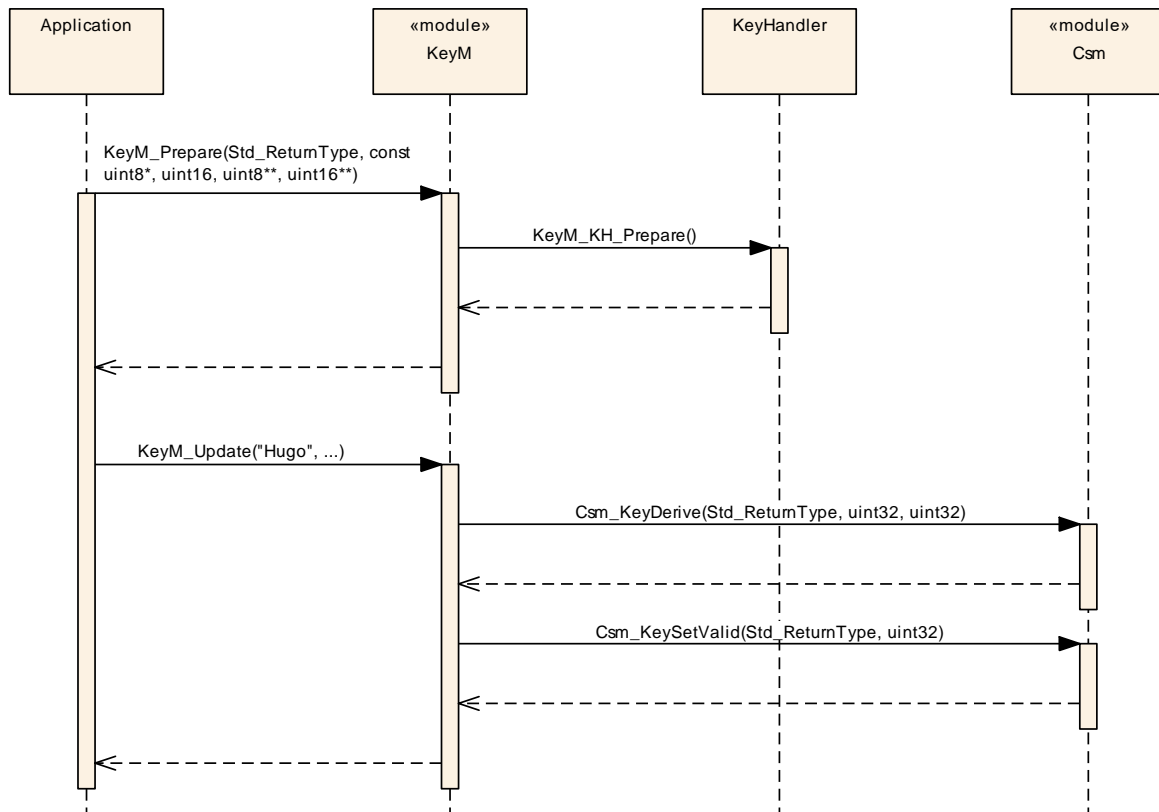 Application
«module»
KeyM
KeyHandler
«module»
Csm
KeyM_Prepare(Std_ReturnType, const
uint8*, uint16, uint8**, uint16**)
KeyM_KH_Prepare()
KeyM_Update("Hugo", ...)
Csm_KeyDerive(Std_ReturnType, uint32, uint32)
Csm_KeySetValid(Std_ReturnType, uint32)